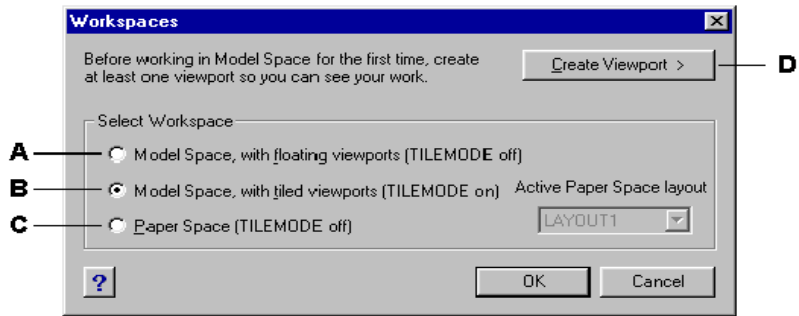 Workspaces
Before working in Model Space for the first time, create
at least one viewport so you can see your work.
Create Viewport >
D
Select Workspace
A
Model Space, with floating viewports (TILEMODE off)
B
Model Space, with tiled viewports (TILEMODE on)
Active Paper Space layout
C
Paper Space (TILEMODE off)
LAYOUT1
?
OK
Cancel